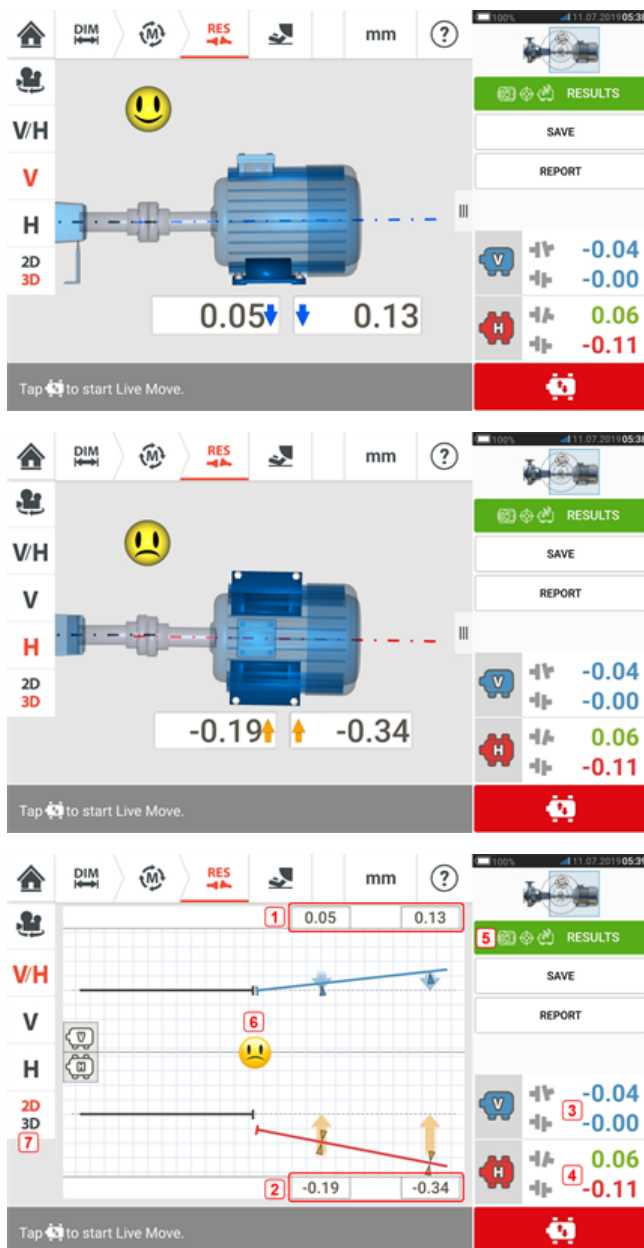 100% 11.07.2019 05:38
DIM
M
RES
mm
?
RESULTS
SAVE
REPORT
V/H
V
H
2D
3D
0.05
0.13
V
-0.04
-0.00
H
0.06
-0.11
Tap to start Live Move.
100% 11.07.2019 05:38
DIM
M
RES
mm
?
RESULTS
SAVE
REPORT
V/H
V
H
2D
3D
-0.19
-0.34
V
-0.04
-0.00
H
0.06
-0.11
Tap to start Live Move.
100% 11.07.2019 05:39
DIM
M
RES
mm
?
1 0.05 0.13
5 RESULTS
SAVE
REPORT
V/H
V
H
2D
3D
7
V
H
6
2 -0.19 -0.34
V
-0.04
3
-0.00
H
0.06
4
-0.11
Tap to start Live Move.